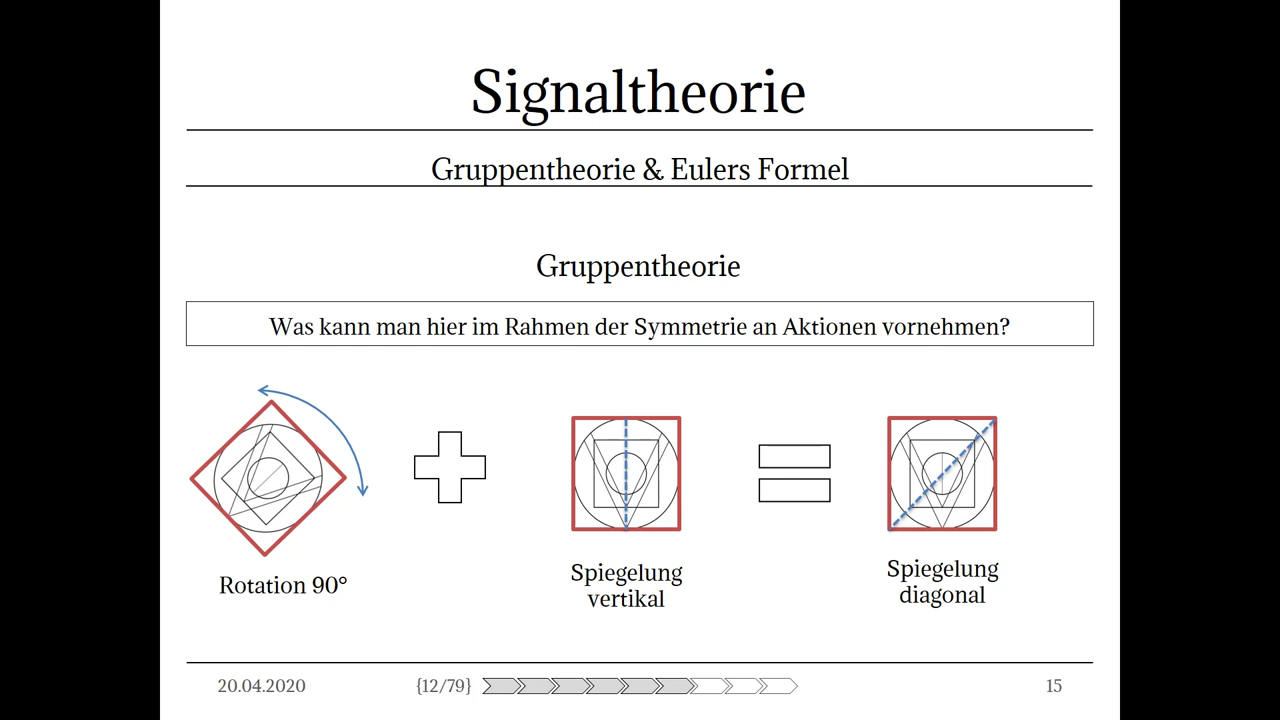 Signaltheorie
Gruppentheorie & Eulers Formel
Gruppentheorie
Was kann man hier im Rahmen der Symmetrie an Aktionen vornehmen?
Rotation 90°
Spiegelung
vertikal
Spiegelung
diagonal
20.04.2020
{12/79}
15